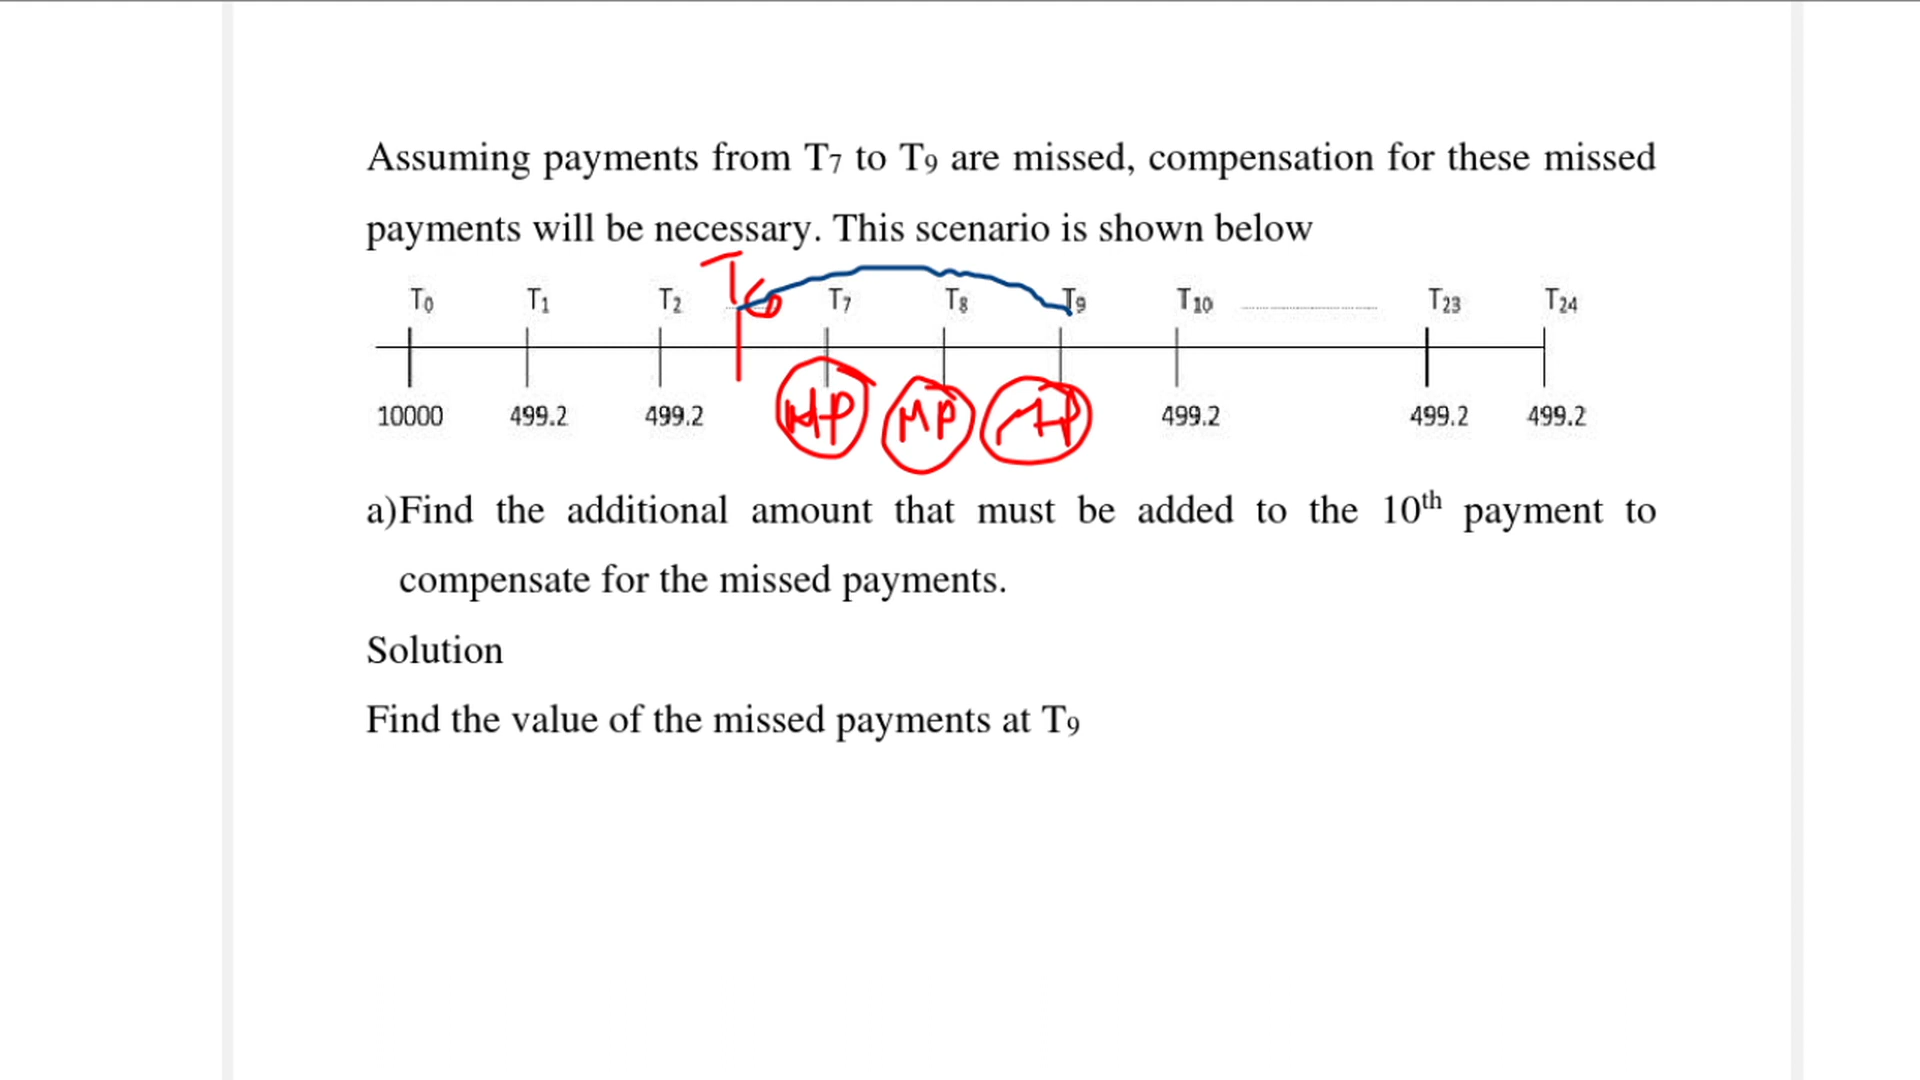 Assuming payments from T7 to T9 are missed, compensation for these missed
payments will be necessary. This scenario is shown below
T6
T0 T1 T2 T7 T8 T9 T10 T23 T24
MP MP MP
10000 499.2 499.2 499.2 499.2 499.2
a)Find the additional amount that must be added to the 10th payment to
compensate for the missed payments.
Solution
Find the value of the missed payments at T9